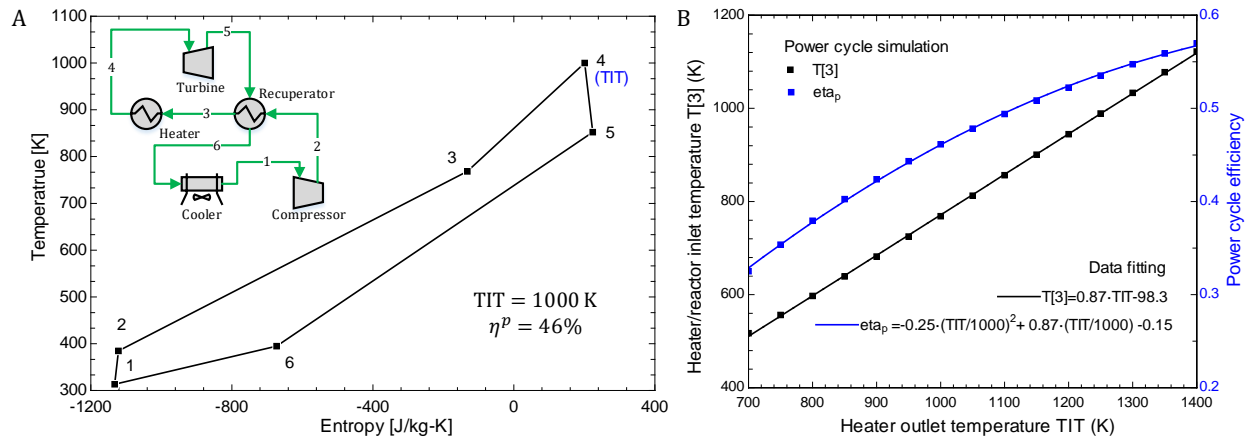 A
1100
1000
900
800
700
600
500
400
300
Temperatrue [K]
-1200
-800
-400
0
400
Entropy [J/kg-K]
5
4
Turbine
Recuperator
3
Heater
6
1
2
Cooler
Compressor
4
(TIT)
5
3
2
1
6
TIT = 1000 K
η^p = 46%
B
Heater/reactor inlet temperature T[3] (K)
1200
1000
800
600
400
Power cycle simulation
T[3]
eta_p
Data fitting
T[3]=0.87·TIT-98.3
eta_p =-0.25·(TIT/1000)^2+ 0.87·(TIT/1000) -0.15
0.6
0.5
0.4
0.3
0.2
Power cycle efficiency
700
800
900
1000
1100
1200
1300
1400
Heater outlet temperature TIT (K)